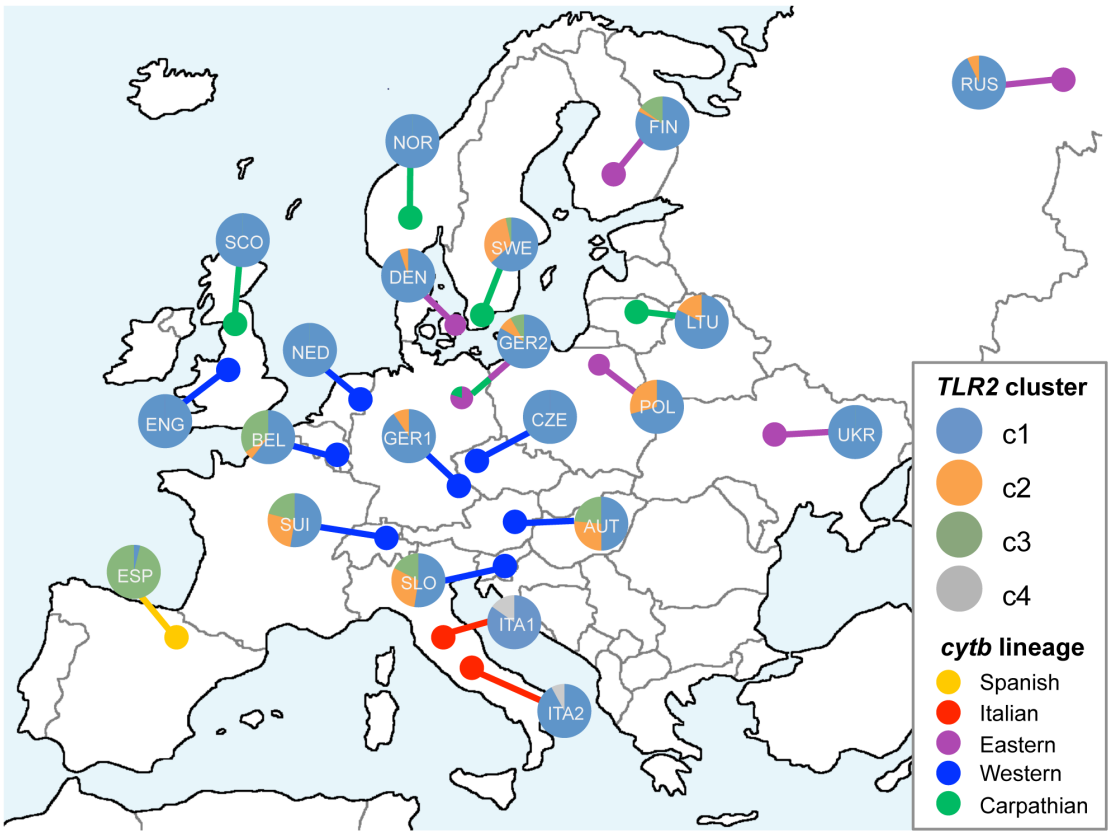 RUS
FIN
NOR
SCO
SWE
DEN
LTU
GER2
NED
POL
CZE
ENG
BEL
GER1
UKR
SUI
AUT
ESP
SLO
ITA1
ITA2
TLR2 cluster
c1
c2
c3
c4
cytb lineage
Spanish
Italian
Eastern
Western
Carpathian